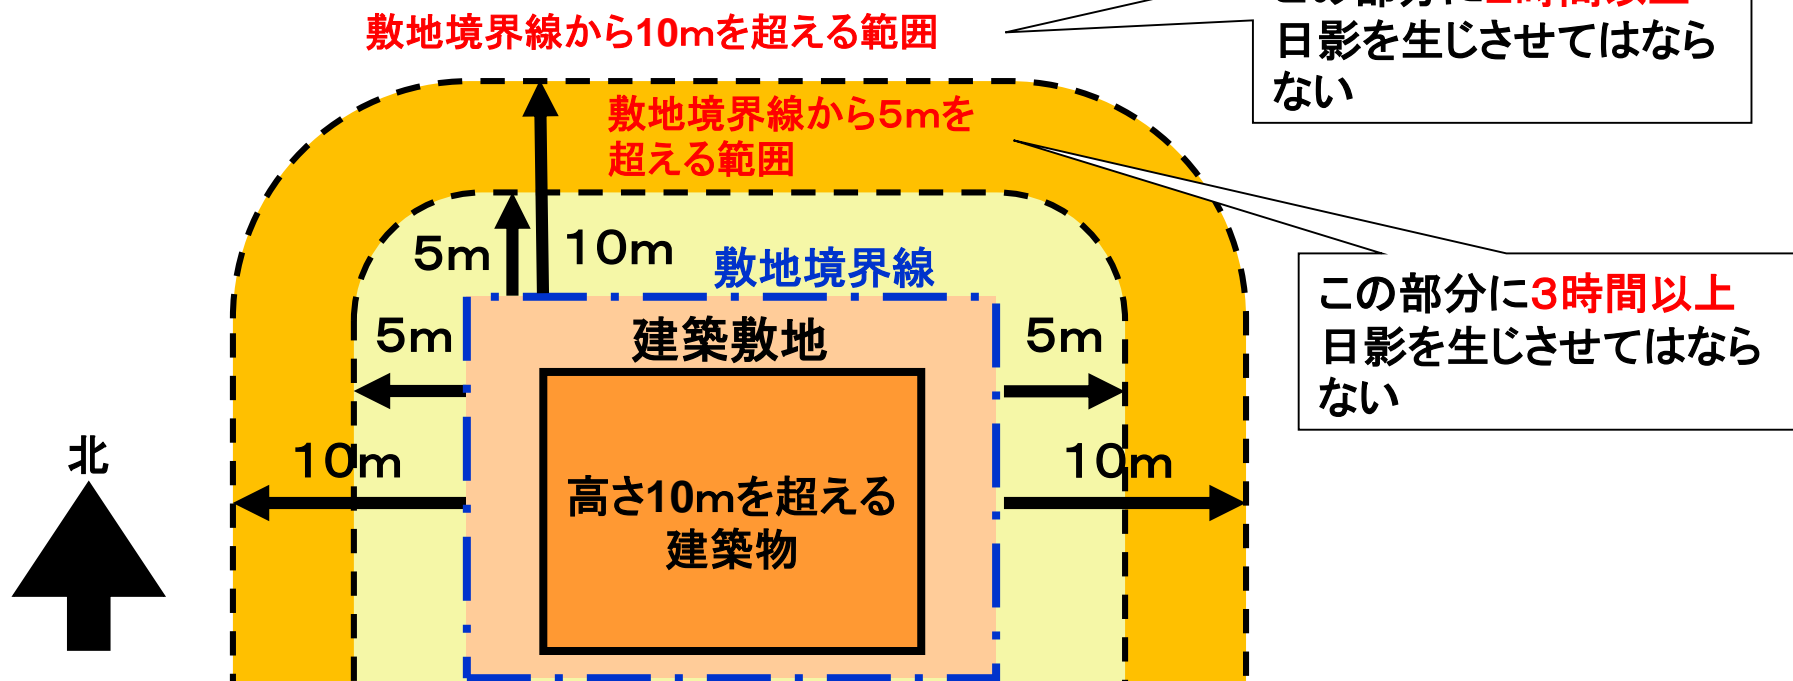 敷地境界線から10mを超える範囲
日影を生じさせてはなら
ない
敷地境界線から5mを
超える範囲
5m
10m
敷地境界線
この部分に3時間以上
日影を生じさせてはなら
ない
5m
建築敷地
5m
北
10m
10m
高さ10mを超える
建築物